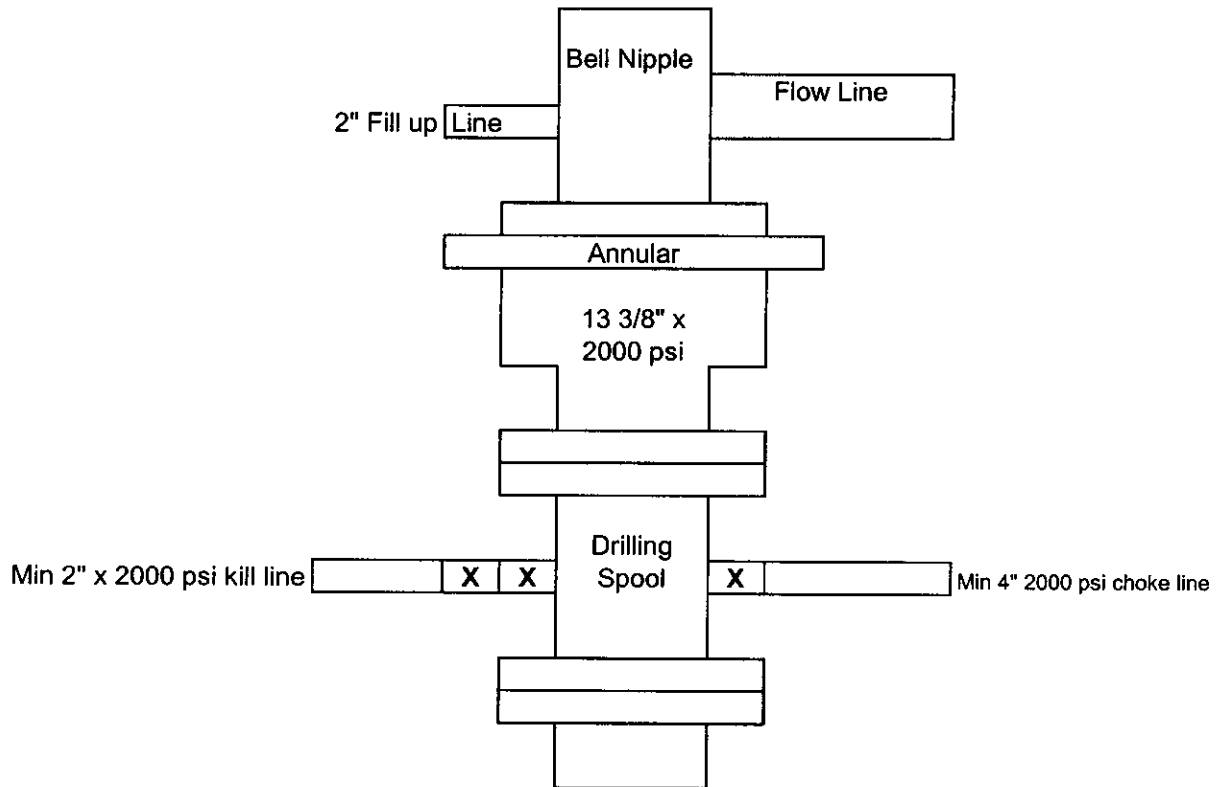 Bell Nipple
Flow Line
2" Fill up Line
Annular
13 3/8" x
2000 psi
Drilling
Spool
Min 2" x 2000 psi kill line
X X
X
Min 4" 2000 psi choke line